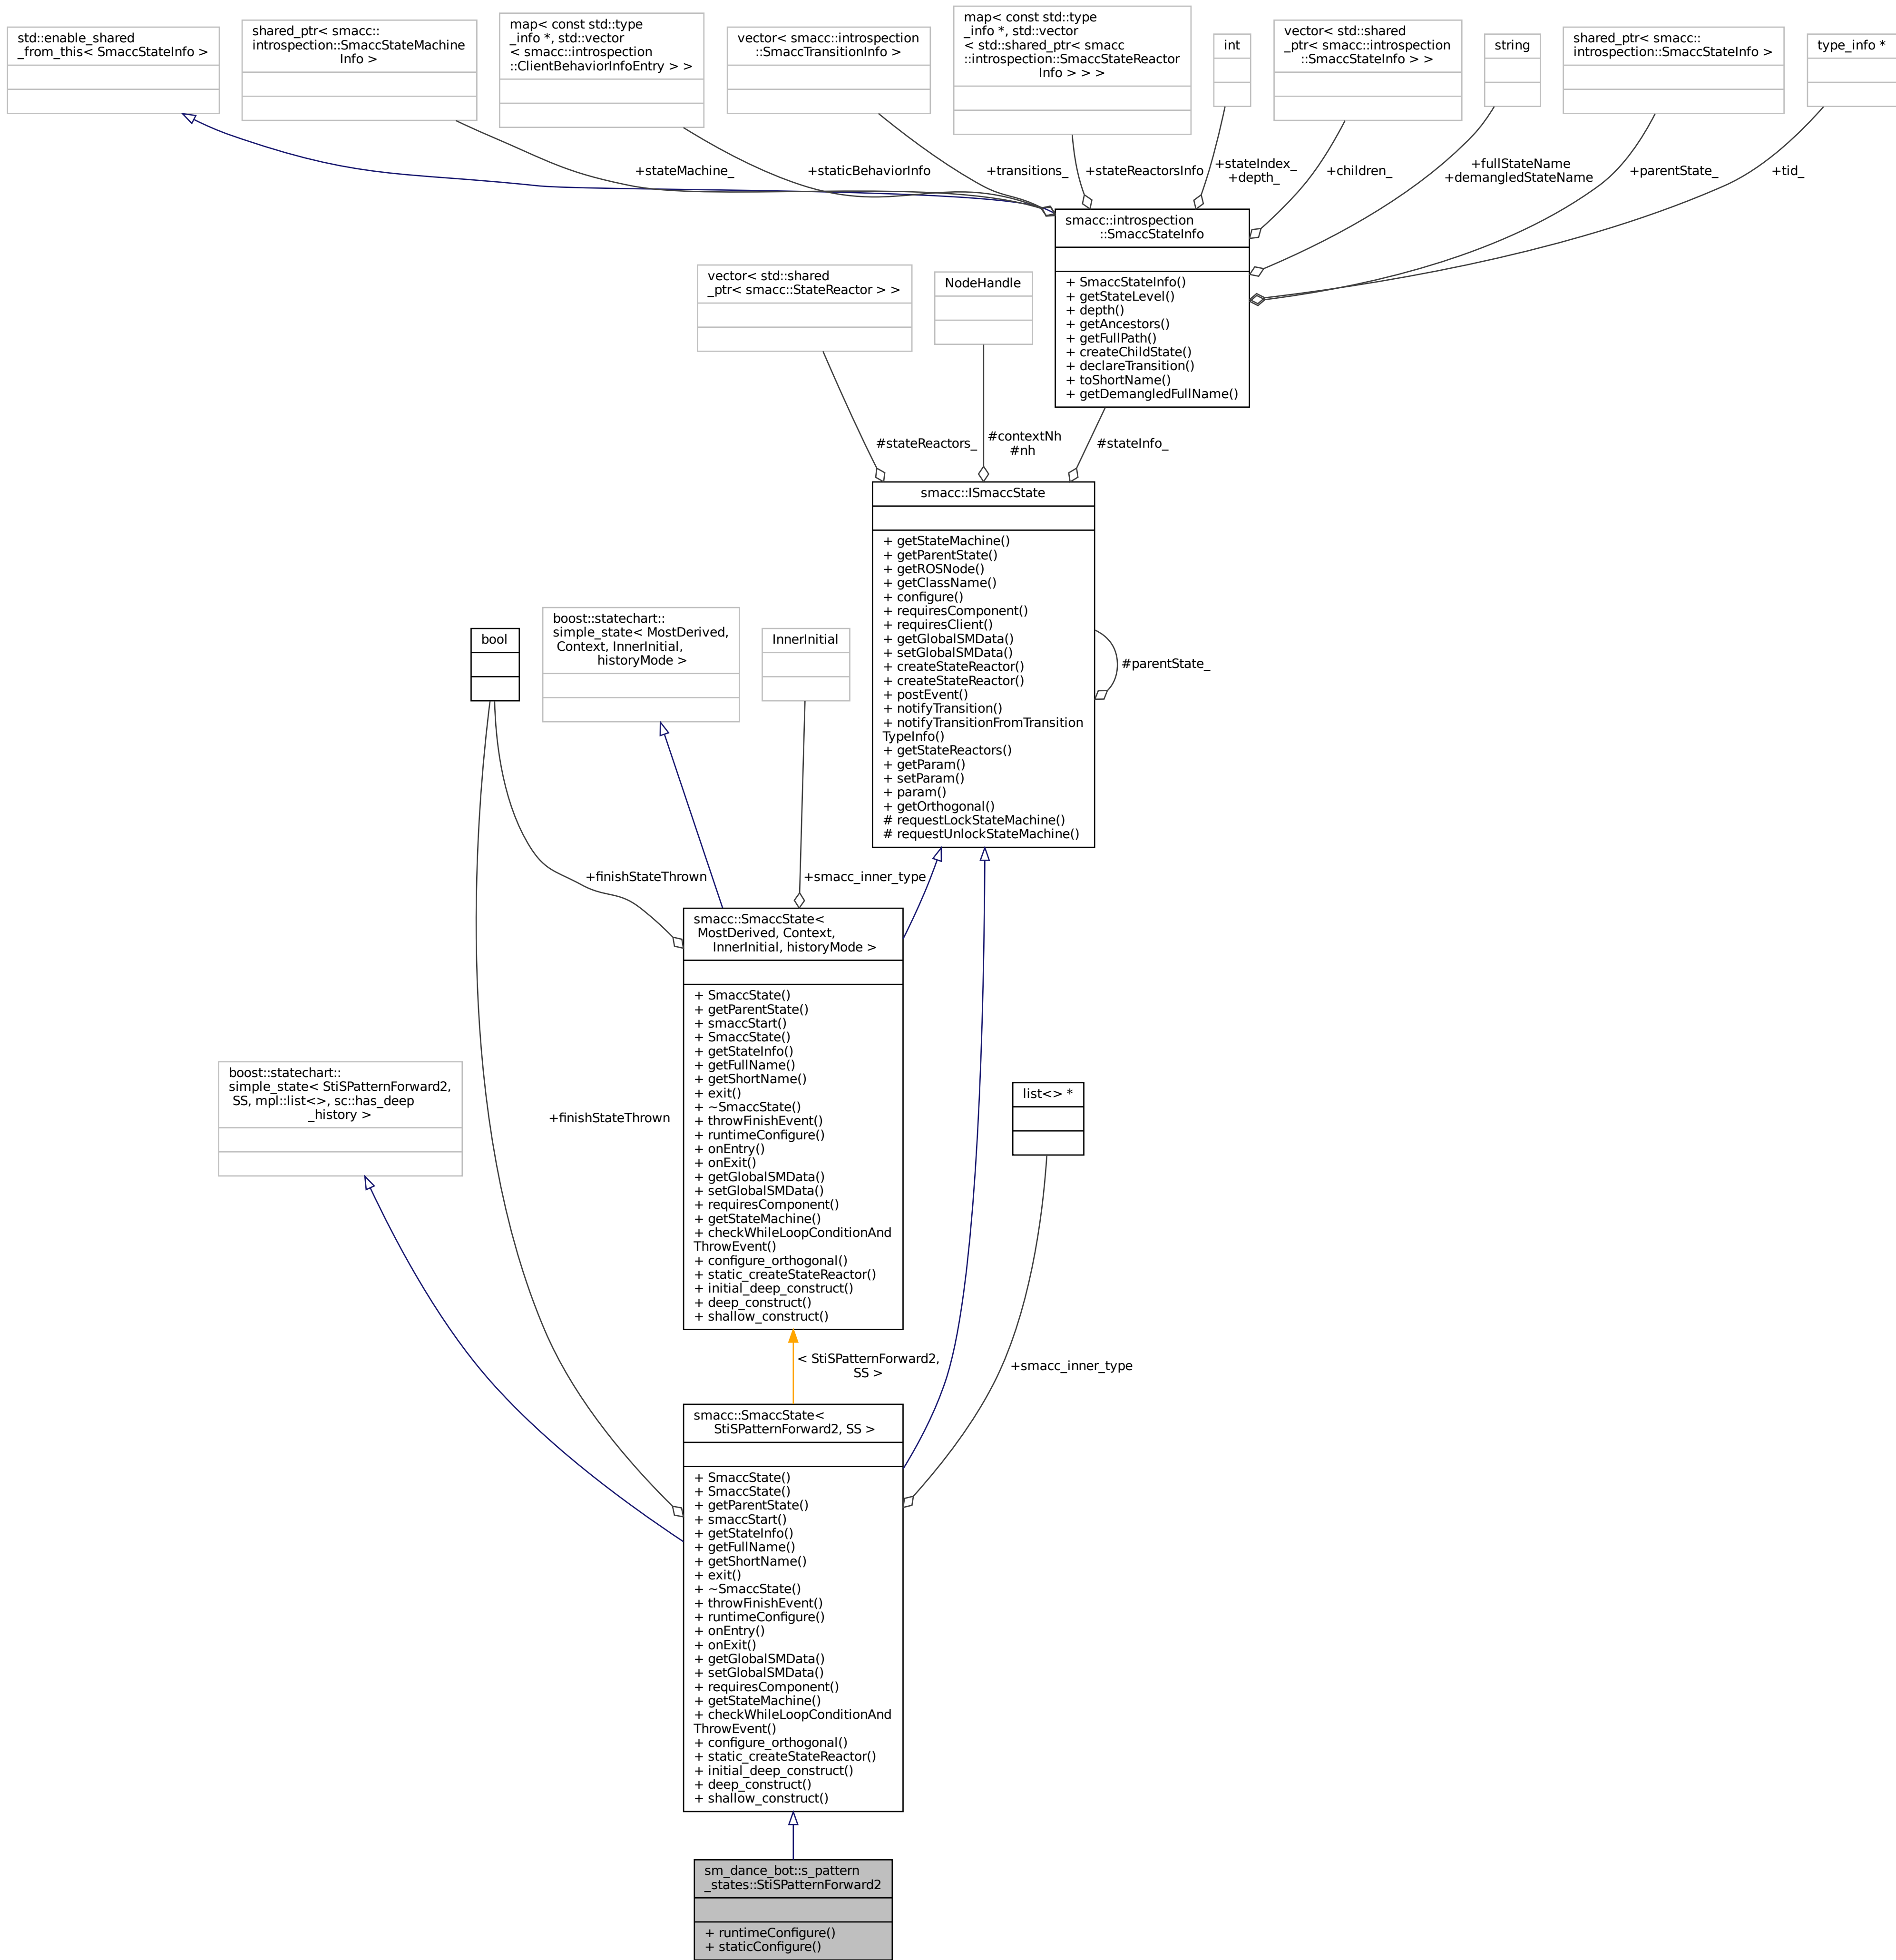 std::enable_shared
_from_this< SmaccStateInfo >
shared_ptr< smacc::
introspection::SmaccStateMachine
Info >
map< const std::type
_info *, std::vector
< smacc::introspection
::ClientBehaviorInfoEntry > >
vector< smacc::introspection
::SmaccTransitionInfo >
map< const std::type
_info *, std::vector
< std::shared_ptr< smacc
::introspection::SmaccStateReactor
Info > > >
int
vector< std::shared
_ptr< smacc::introspection
::SmaccStateInfo > >
string
shared_ptr< smacc::
introspection::SmaccStateInfo >
type_info *
+stateMachine_
+staticBehaviorInfo
+transitions_
+stateReactorsInfo
+stateIndex_
+depth_
+children_
+fullStateName
+demangledStateName
+parentState_
+tid_
smacc::introspection
::SmaccStateInfo
+ SmaccStateInfo()
+ getStateLevel()
+ depth()
+ getAncestors()
+ getFullPath()
+ createChildState()
+ declareTransition()
+ toShortName()
+ getDemangledFullName()
vector< std::shared
_ptr< smacc::StateReactor > >
NodeHandle
#stateReactors_
#contextNh
#nh
#stateInfo_
smacc::ISmaccState
+ getStateMachine()
+ getParentState()
+ getROSNode()
+ getClassName()
+ configure()
+ requiresComponent()
+ requiresClient()
+ getGlobalSMData()
+ setGlobalSMData()
+ createStateReactor()
+ createStateReactor()
+ postEvent()
+ notifyTransition()
+ notifyTransitionFromTransition
TypeInfo()
+ getStateReactors()
+ getParam()
+ setParam()
+ param()
+ getOrthogonal()
# requestLockStateMachine()
# requestUnlockStateMachine()
#parentState_
bool
boost::statechart::
simple_state< MostDerived,
Context, InnerInitial,
historyMode >
InnerInitial
+finishStateThrown
+smacc_inner_type
smacc::SmaccState<
MostDerived, Context,
InnerInitial, historyMode >
+ SmaccState()
+ getParentState()
+ smaccStart()
+ SmaccState()
+ getStateInfo()
+ getFullName()
+ getShortName()
+ exit()
+ ~SmaccState()
+ throwFinishEvent()
+ runtimeConfigure()
+ onEntry()
+ onExit()
+ getGlobalSMData()
+ setGlobalSMData()
+ requiresComponent()
+ getStateMachine()
+ checkWhileLoopConditionAnd
ThrowEvent()
+ configure_orthogonal()
+ static_createStateReactor()
+ initial_deep_construct()
+ deep_construct()
+ shallow_construct()
boost::statechart::
simple_state< StiSPatternForward2,
SS, mpl::list<>, sc::has_deep
_history >
+finishStateThrown
list<> *
< StiSPatternForward2,
SS >
+smacc_inner_type
smacc::SmaccState<
StiSPatternForward2, SS >
+ SmaccState()
+ SmaccState()
+ getParentState()
+ smaccStart()
+ getStateInfo()
+ getFullName()
+ getShortName()
+ exit()
+ ~SmaccState()
+ throwFinishEvent()
+ runtimeConfigure()
+ onEntry()
+ onExit()
+ getGlobalSMData()
+ setGlobalSMData()
+ requiresComponent()
+ getStateMachine()
+ checkWhileLoopConditionAnd
ThrowEvent()
+ configure_orthogonal()
+ static_createStateReactor()
+ initial_deep_construct()
+ deep_construct()
+ shallow_construct()
sm_dance_bot::s_pattern
_states::StiSPatternForward2
+ runtimeConfigure()
+ staticConfigure()